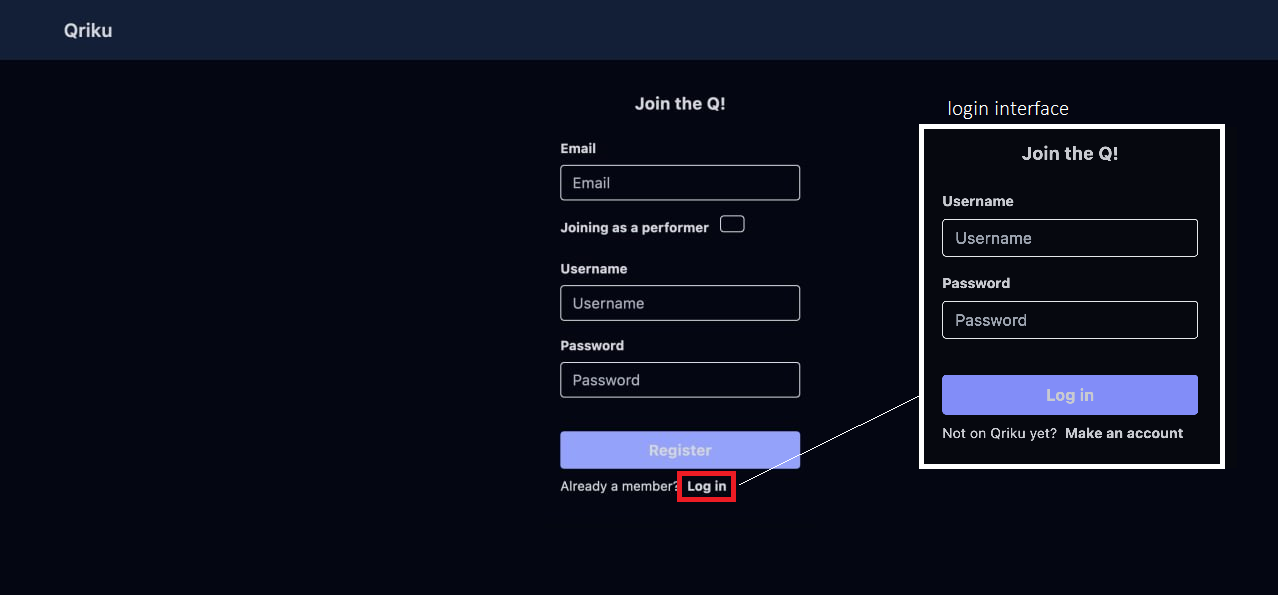 Qriku
Join the Q!
Email
Email
Joining as a performer
Username
Username
Password
Password
Register
Already a member? Log in
login interface
Join the Q!
Username
Username
Password
Password
Log in
Not on Qriku yet? Make an account